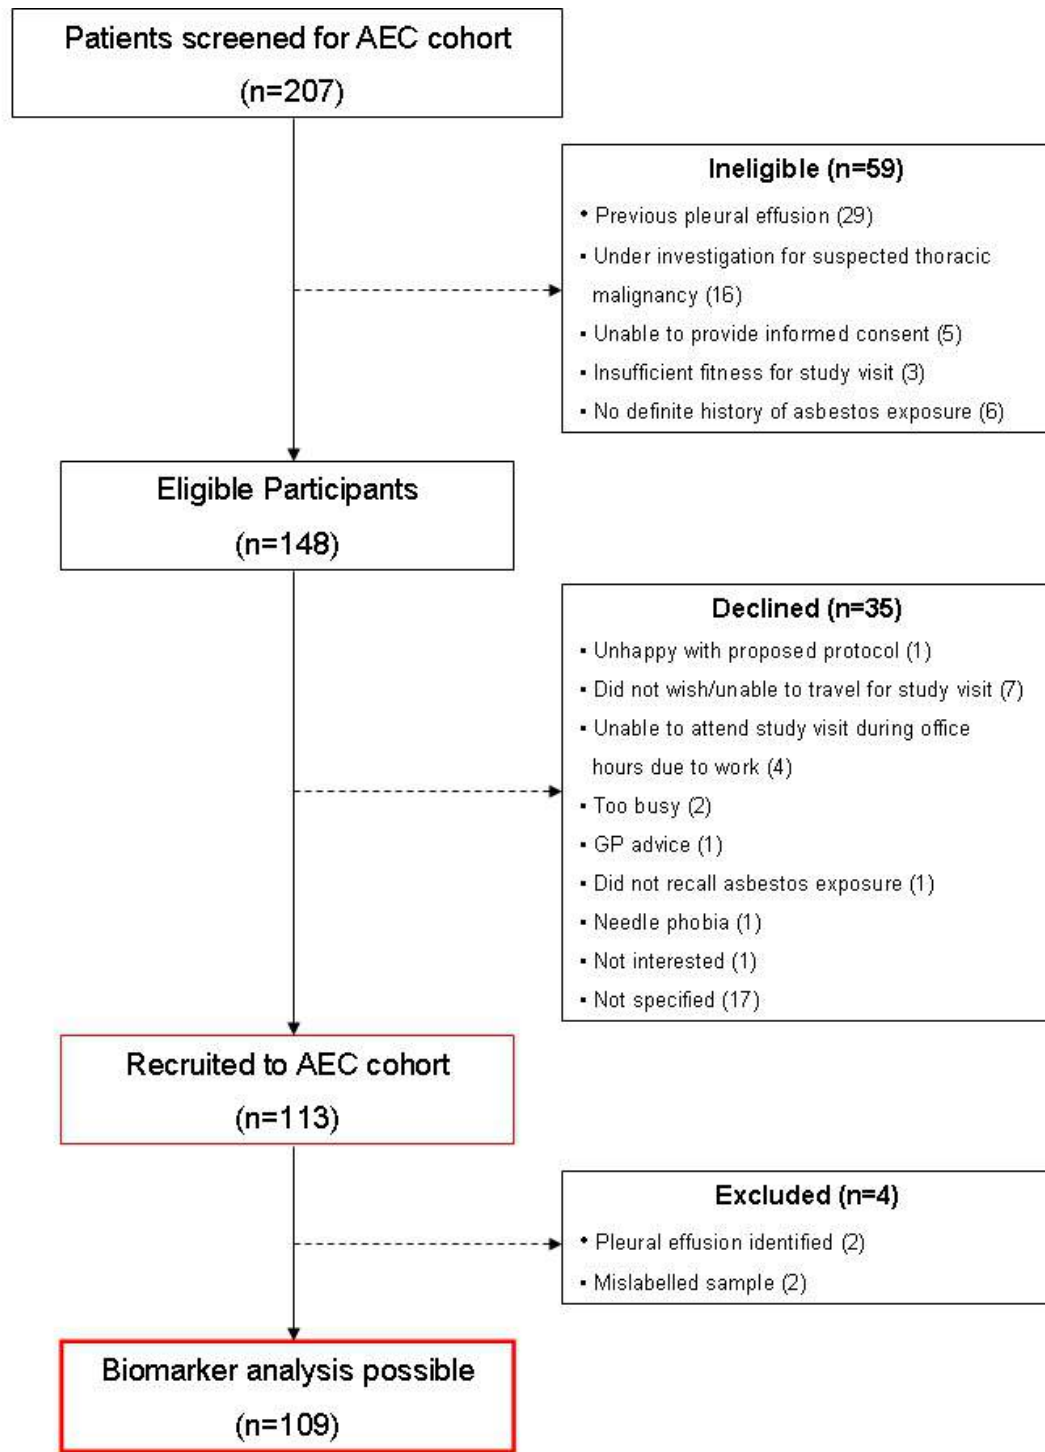 Patients screened for AEC cohort
(n=207)
Ineligible (n=59)
• Previous pleural effusion (29)
▪ Under investigation for suspected thoracic
malignancy (16)
▪ Unable to provide informed consent (5)
▪ Insufficient fitness for study visit (3)
▪ No definite history of asbestos exposure (6)
Eligible Participants
(n=148)
Declined (n=35)
▪ Unhappy with proposed protocol (1)
▪ Did not wish/unable to travel for study visit (7)
▪ Unable to attend study visit during office
hours due to work (4)
▪ Too busy (2)
▪ GP advice (1)
▪ Did not recall asbestos exposure (1)
▪ Needle phobia (1)
▪ Not interested (1)
▪ Not specified (17)
Recruited to AEC cohort
(n=113)
Excluded (n=4)
• Pleural effusion identified (2)
▪ Mislabelled sample (2)
Biomarker analysis possible
(n=109)